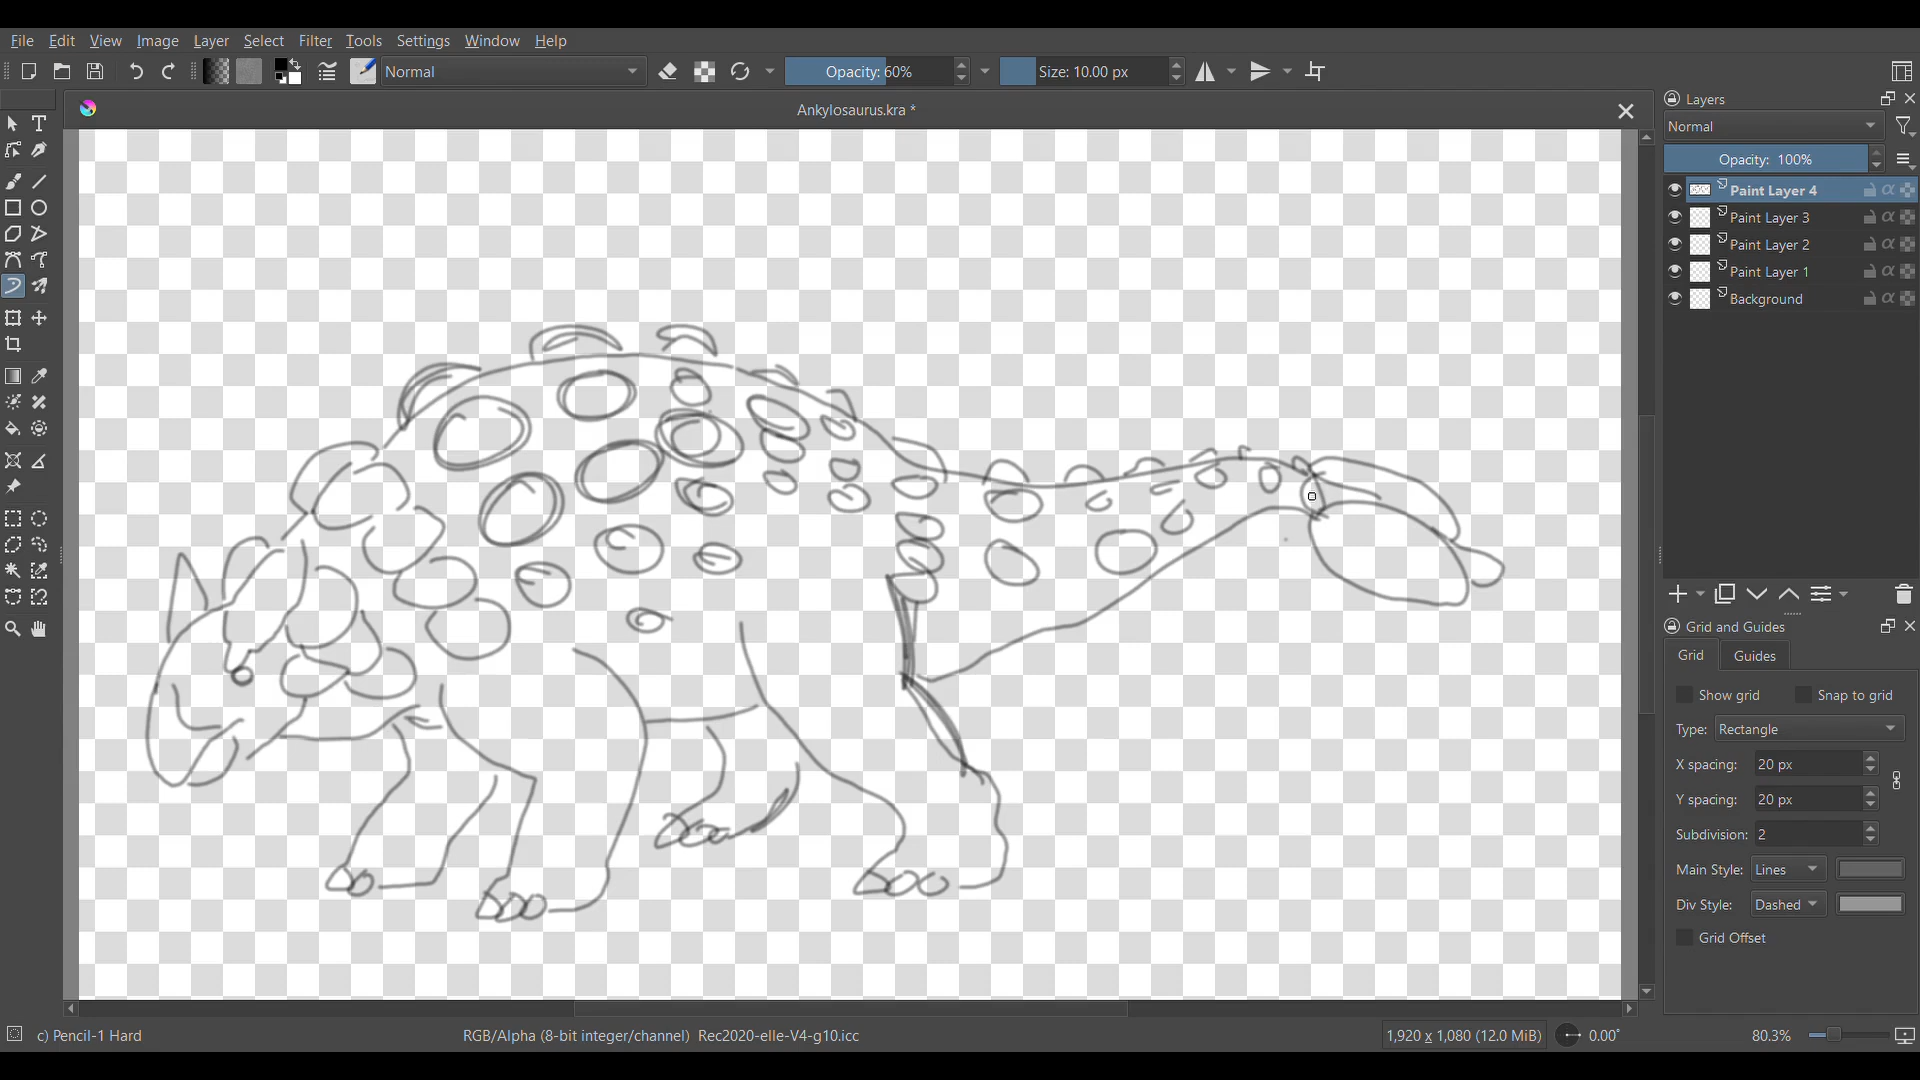 File Edit View Image Layer Select Filter Tools Settings Window Help
Normal Opacity: 60% Size: 10.00 px
Ankylosaurus.kra *
Layers
Normal
Opacity: 100%
Paint Layer 4
Paint Layer 3
Paint Layer 2
Paint Layer 1
Background
Grid and Guides
Grid Guides
Show grid Snap to grid
Type: Rectangle
X spacing: 20 px
Y spacing: 20 px
Subdivision: 2
Main Style: Lines
Div Style: Dashed
Grid Offset
c) Pencil-1 Hard RGB/Alpha (8-bit integer/channel) Rec2020-elle-V4-g10.icc 1,920 x 1,080 (12.0 MiB) 0.00° 80.3%